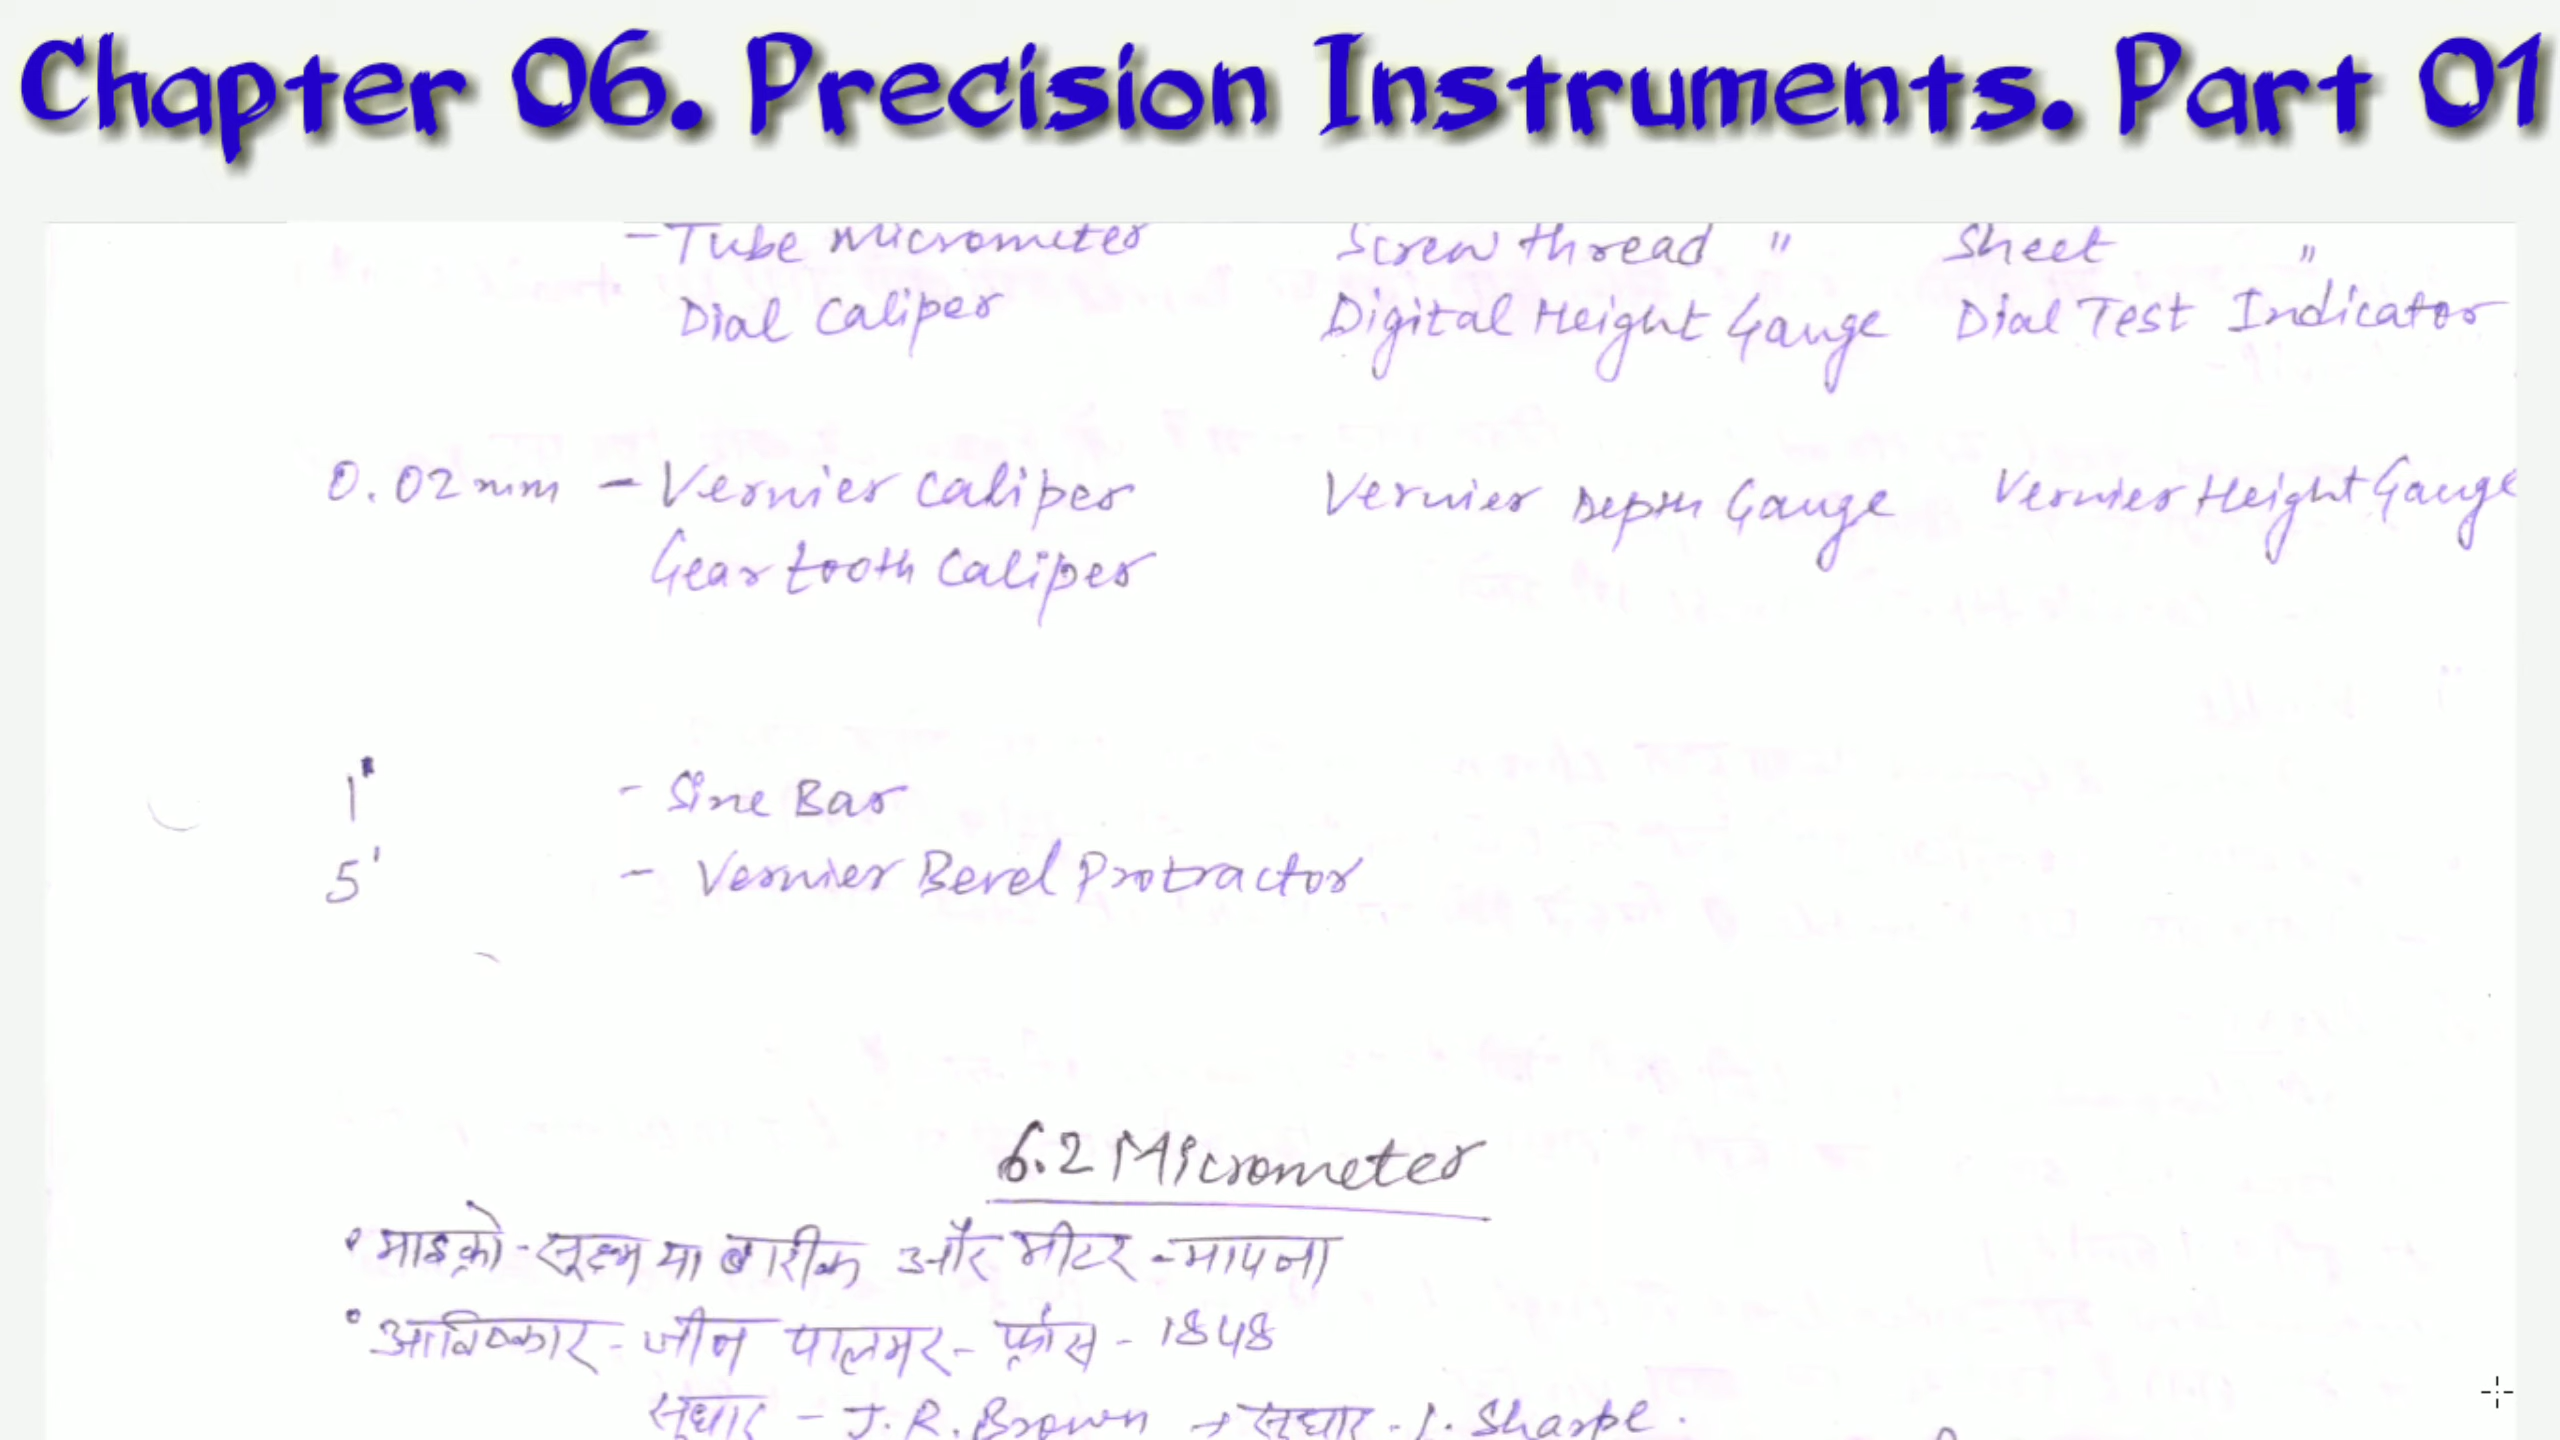 Chapter 06. Precision Instruments. Part 01
- Tube Micrometer Screw thread " Sheet "
Dial Caliper Digital Height Gauge Dial Test Indicator
0.02mm - Vernier Caliper Vernier Depth Gauge Vernier Height Gauge
Gear tooth Caliper
1' - Sine Bar
5' - Vernier Bevel Protractor
6.2 Micrometer
• माइक्रो - सूक्ष्म या बारीक और मीटर - मापना
• आविष्कार - जीन पालमर - फ्रांस - 1848
सुधार - J. R. Brown → सुधार - L. Sharpe.